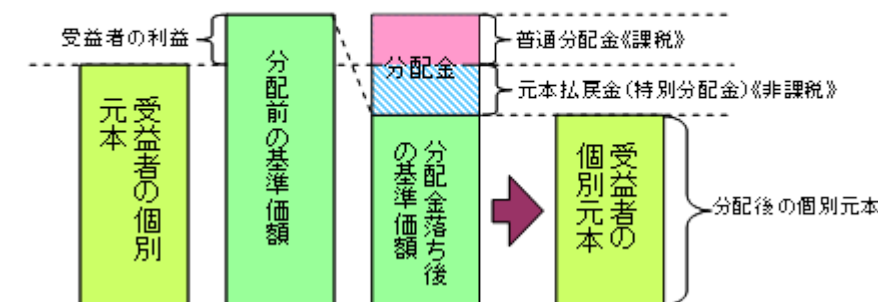 受益者の利益
普通分配金《課税》
分配金
元本払戻金(特別分配金)《非課税》
受益者の個別
元本
分配前の基準価額
分配金落ち後
の基準価額
受益者の
個別元本
分配後の個別元本